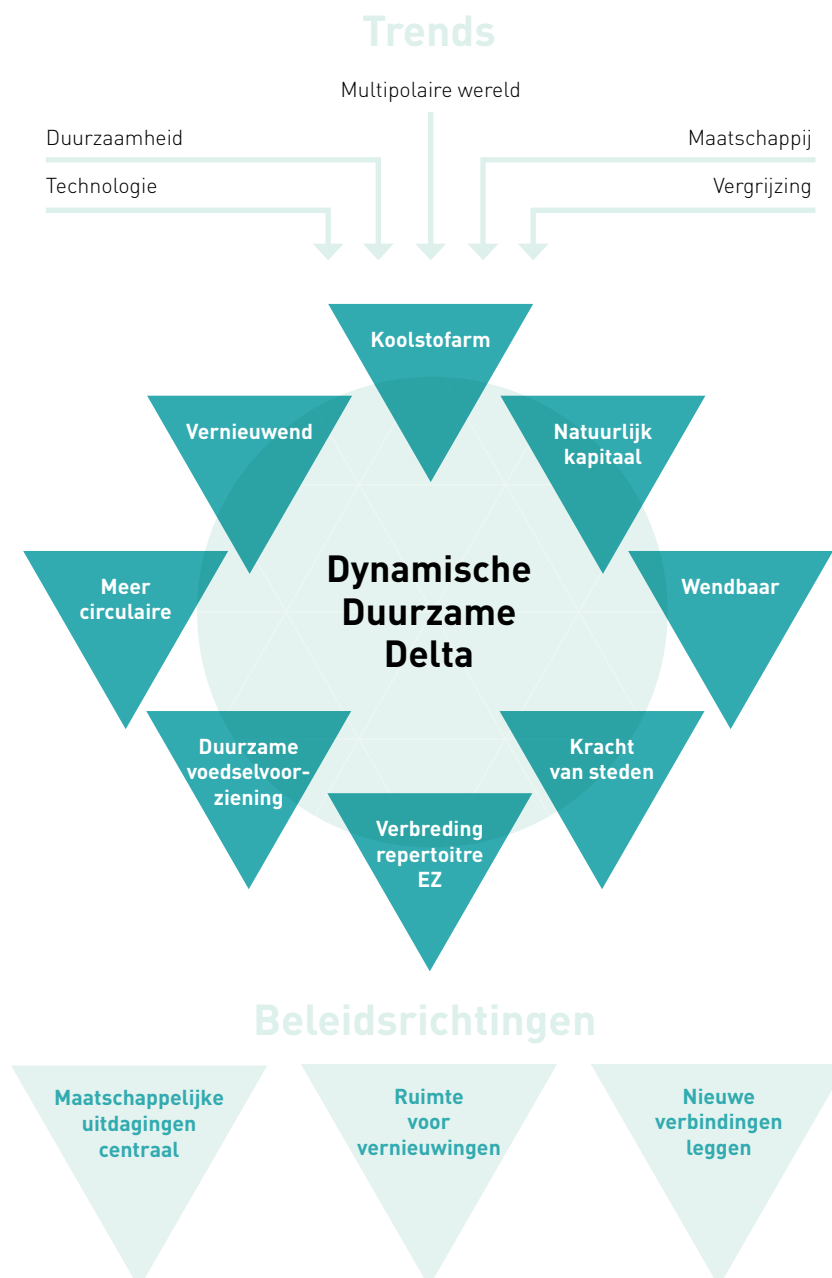 Trends
Multipolaire wereld
Duurzaamheid
Maatschappij
Technologie
Vergrijzing
Koolstofarm
Vernieuwend
Natuurlijk
kapitaal
Meer
circulaire
Dynamische
Duurzame
Delta
Wendbaar
Duurzame
voedselvoor-
ziening
Kracht
van steden
Verbreding
repertoitre
EZ
Beleidsrichtingen
Maatschappelijke
uitdagingen
centraal
Ruimte
voor
vernieuwingen
Nieuwe
verbindingen
leggen